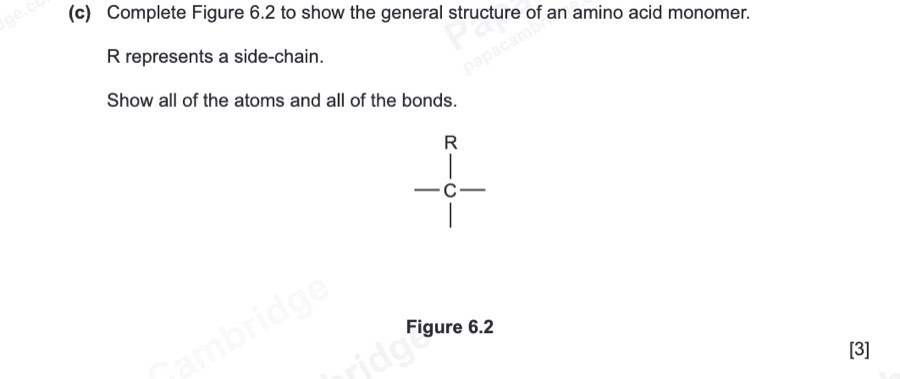 (c) Complete Figure 6.2 to show the general structure of an amino acid monomer.
R represents a side-chain.
Show all of the atoms and all of the bonds.
R
C
Figure 6.2
[3]
Cambridge